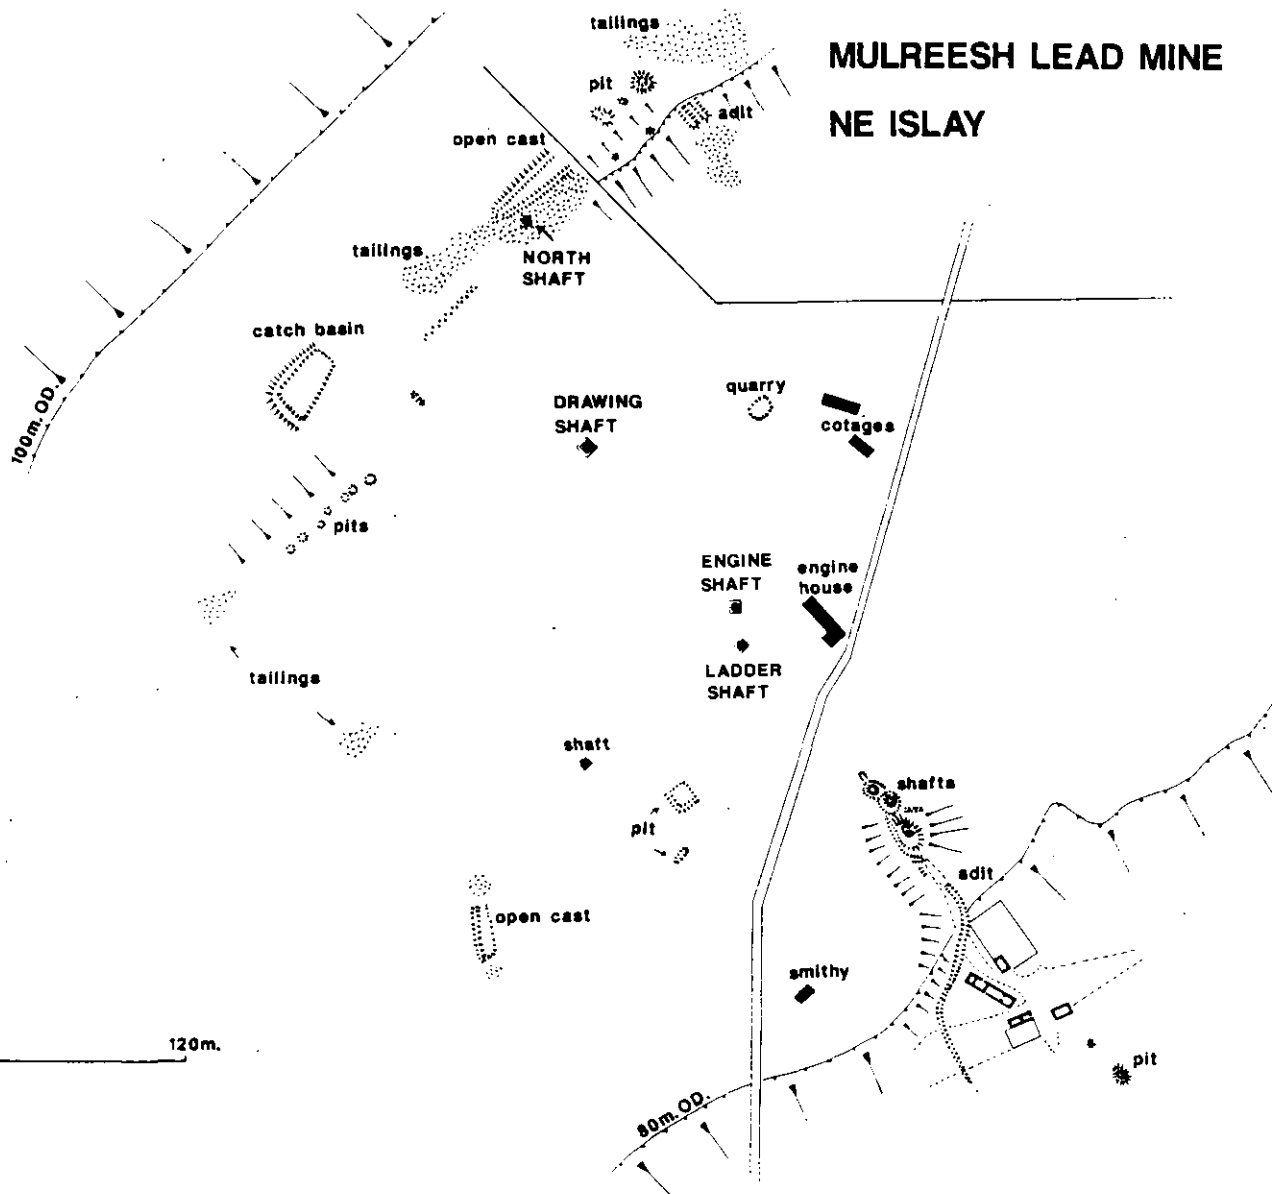 tailings
MULREESH LEAD MINE
pit
adit
NE ISLAY
open cast
tailings
NORTH
SHAFT
catch basin
quarry
100m. OD.
DRAWING
SHAFT
cotages
pits
ENGINE
SHAFT
engine
house
tailings
LADDER
SHAFT
shaft
shafts
pit
adit
open cast
smithy
120m.
pit
80m. OD.